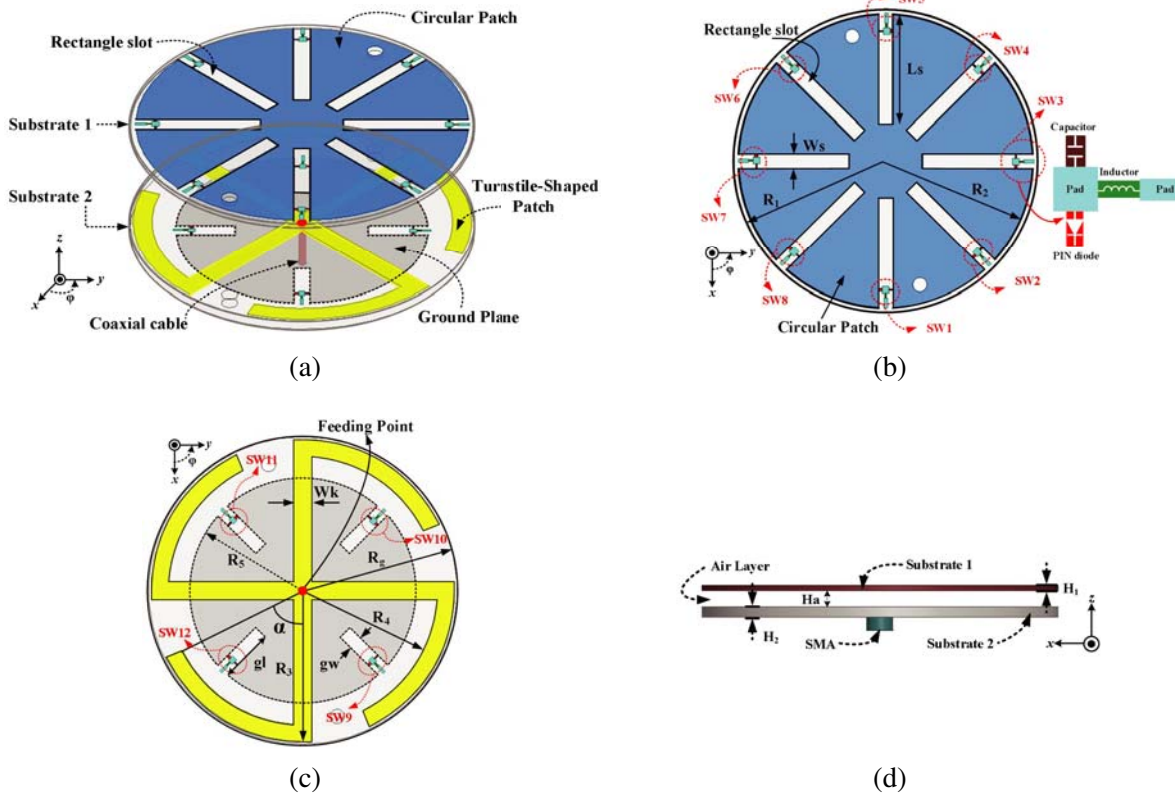 Circular Patch
Rectangle slot
Substrate 1
Substrate 2
Turnstile-Shaped
Patch
z
y
φ
x
Coaxial cable
Ground Plane
(a)
SW5
Rectangle slot
SW4
Ls
SW6
SW3
Capacitor
Ws
Inductor
Pad
Pad
R1
R2
SW7
PIN diode
y
φ
x
SW8
SW2
Circular Patch
SW1
(b)
Feeding Point
y
φ
x
SW11
Wk
SW10
R5
Rg
R4
SW12
α
gl
R3
gw
SW9
(c)
Air Layer
Substrate 1
H1
Ha
z
H2
SMA
Substrate 2
x
(d)